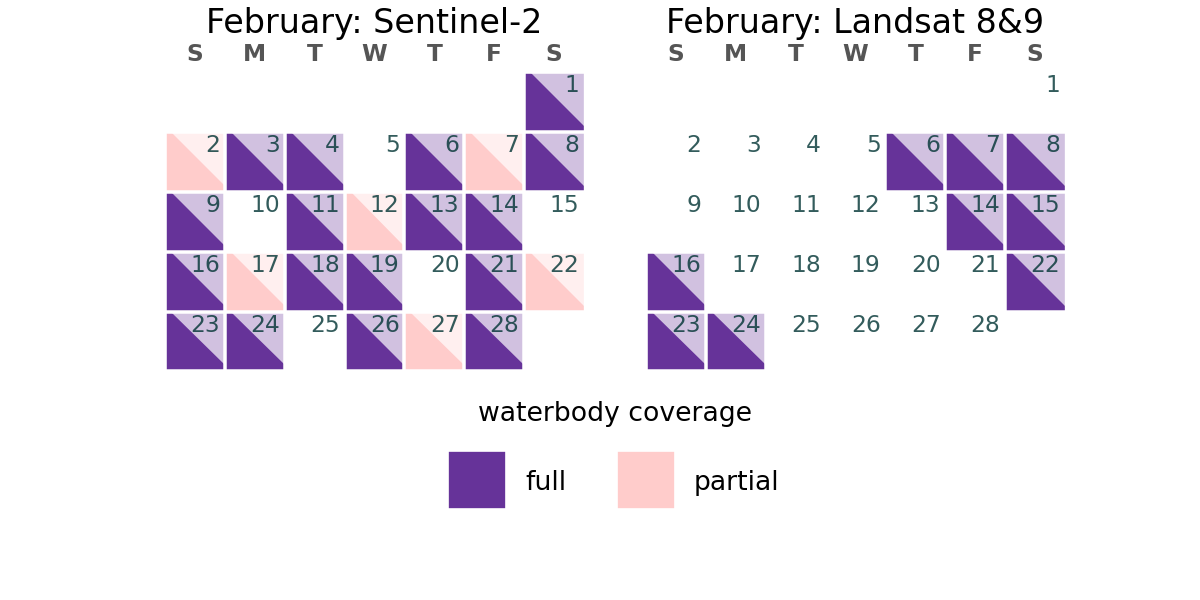 February: Sentinel-2
S M T W T F S
1
2 3 4 5 6 7 8
9 10 11 12 13 14 15
16 17 18 19 20 21 22
23 24 25 26 27 28
February: Landsat 8&9
S M T W T F S
1
2 3 4 5 6 7 8
9 10 11 12 13 14 15
16 17 18 19 20 21 22
23 24 25 26 27 28
waterbody coverage
full partial